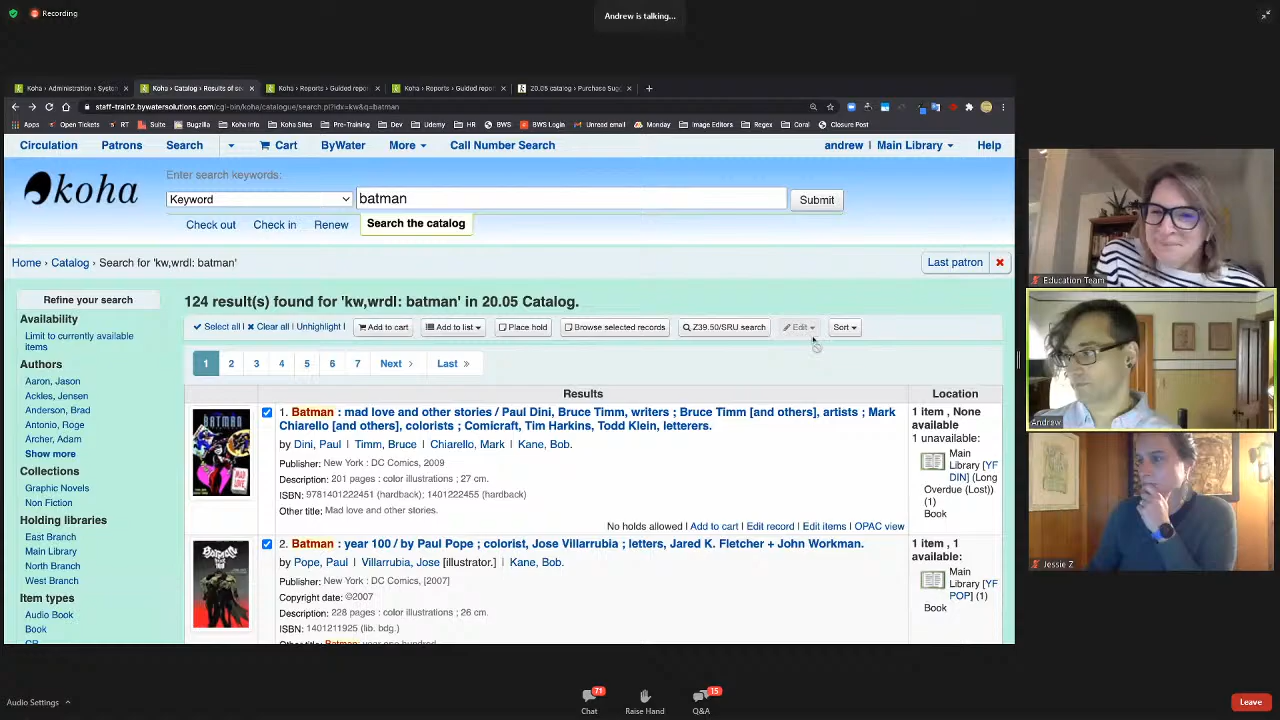 Recording
Andrew is talking...
Koha › Administration › Syste
Koha › Catalog › Results of se
Koha › Reports › Guided repor
Koha › Reports › Guided repor
20.05 catalog › Purchase Sugg
staff-train2.bywatersolutions.com/cgi-bin/koha/catalogue/search.pl?idx=kw&q=batman
Apps Open Tickets RT Suite Bugzilla Koha Info Koha Sites Pre-Training Dev Udemy HR BWS BWS Login Unread email Monday Image Editors Regex Coral Closure Post
Circulation Patrons Search Cart ByWater More Call Number Search andrew | Main Library Help
koha
Enter search keywords:
Keyword batman Submit
Check out Check in Renew Search the catalog
Home › Catalog › Search for 'kw,wrdl: batman' Last patron
Refine your search
Availability
Limit to currently available
items
Authors
Aaron, Jason
Ackles, Jensen
Anderson, Brad
Antonio, Roge
Archer, Adam
Show more
Collections
Graphic Novels
Non Fiction
Holding libraries
East Branch
Main Library
North Branch
West Branch
Item types
Audio Book
Book
124 result(s) found for 'kw,wrdl: batman' in 20.05 Catalog.
Select all | Clear all | Unhighlight | Add to cart Add to list Place hold Browse selected records Z39.50/SRU search Edit Sort
1 2 3 4 5 6 7 Next Last
Results Location
BATMAN
MAD LOVE
1. Batman : mad love and other stories / Paul Dini, Bruce Timm, writers ; Bruce Timm [and others], artists ; Mark
Chiarello [and others], colorists ; Comicraft, Tim Harkins, Todd Klein, letterers.
by Dini, Paul | Timm, Bruce | Chiarello, Mark | Kane, Bob.
Publisher: New York : DC Comics, 2009
Description: 201 pages : color illustrations ; 27 cm.
ISBN: 9781401222451 (hardback); 1401222455 (hardback)
Other title: Mad love and other stories.
No holds allowed | Add to cart | Edit record | Edit items | OPAC view
1 item , None
available
1 unavailable:
Main
Library [YF
DIN] (Long
Overdue (Lost))
(1)
Book
2. Batman : year 100 / by Paul Pope ; colorist, Jose Villarrubia ; letters, Jared K. Fletcher + John Workman.
by Pope, Paul | Villarrubia, Jose [illustrator.] | Kane, Bob.
Publisher: New York : DC Comics, [2007]
Copyright date: ©2007
Description: 228 pages : color illustrations ; 26 cm.
ISBN: 1401211925 (lib. bdg.)
Other title: Batman: year one hundred
1 item , 1
available:
Main
Library [YF
POP] (1)
Book
Education Team
Andrew
Jessie Z
Audio Settings
71
Chat
Raise Hand
15
Q&A
Leave